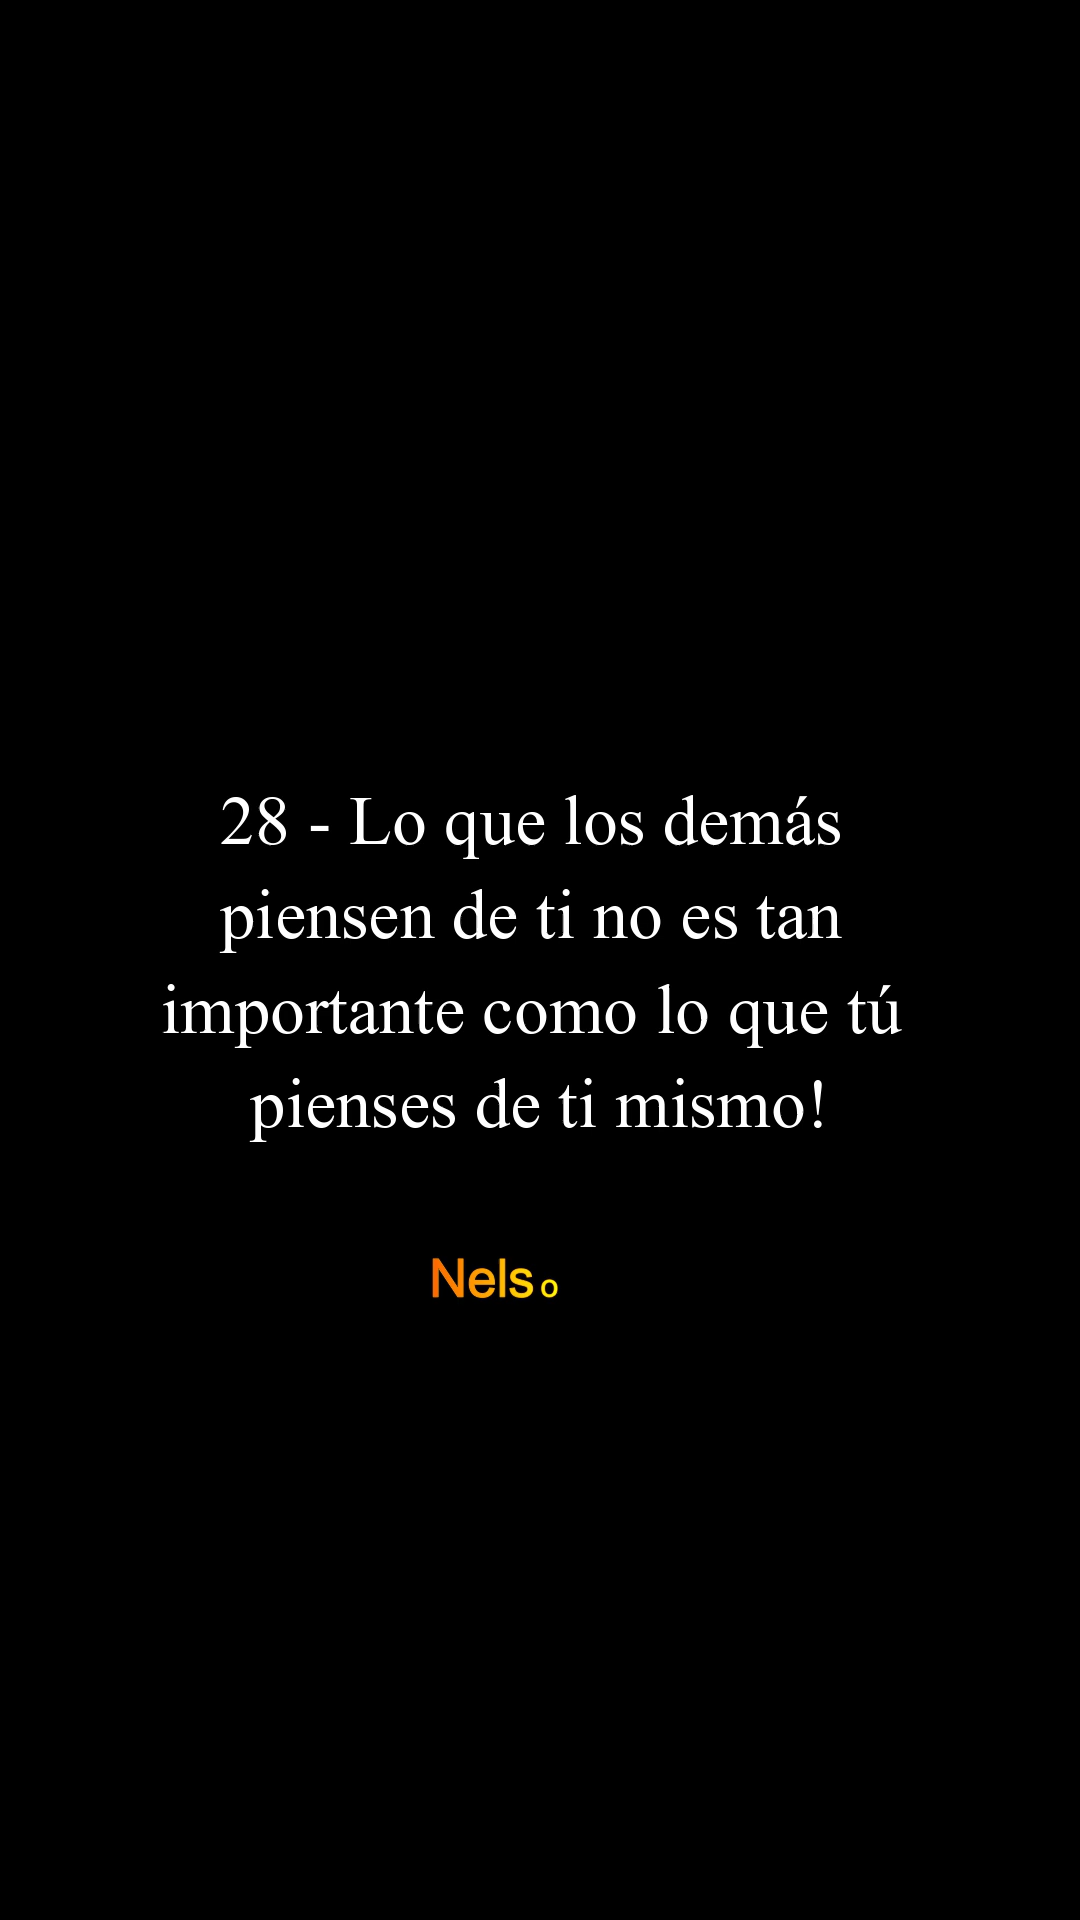 28 - Lo que los demás
piensen de ti no es tan
importante como lo que tú
pienses de ti mismo!
Nelso